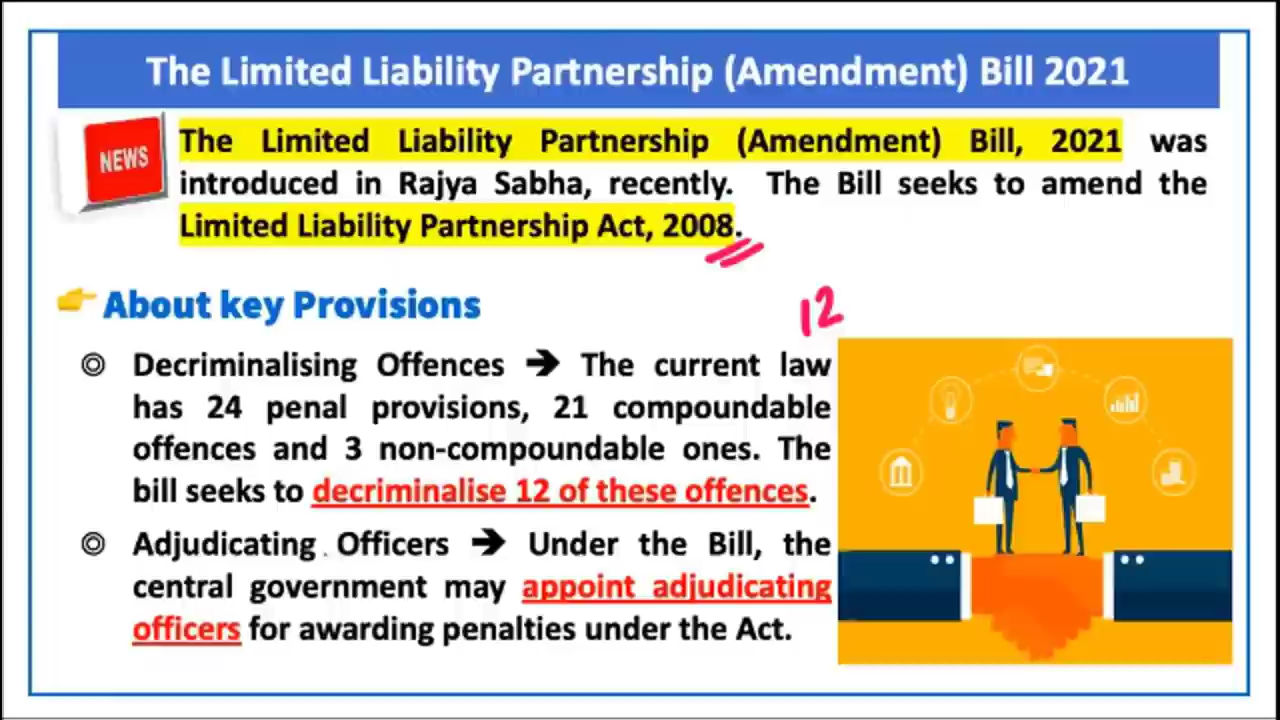 The Limited Liability Partnership (Amendment) Bill 2021
NEWS
The Limited Liability Partnership (Amendment) Bill, 2021 was
introduced in Rajya Sabha, recently. The Bill seeks to amend the
Limited Liability Partnership Act, 2008.
About key Provisions
12
◎ Decriminalising Offences ➔ The current law
has 24 penal provisions, 21 compoundable
offences and 3 non-compoundable ones. The
bill seeks to decriminalise 12 of these offences.
◎ Adjudicating Officers ➔ Under the Bill, the
central government may appoint adjudicating
officers for awarding penalties under the Act.